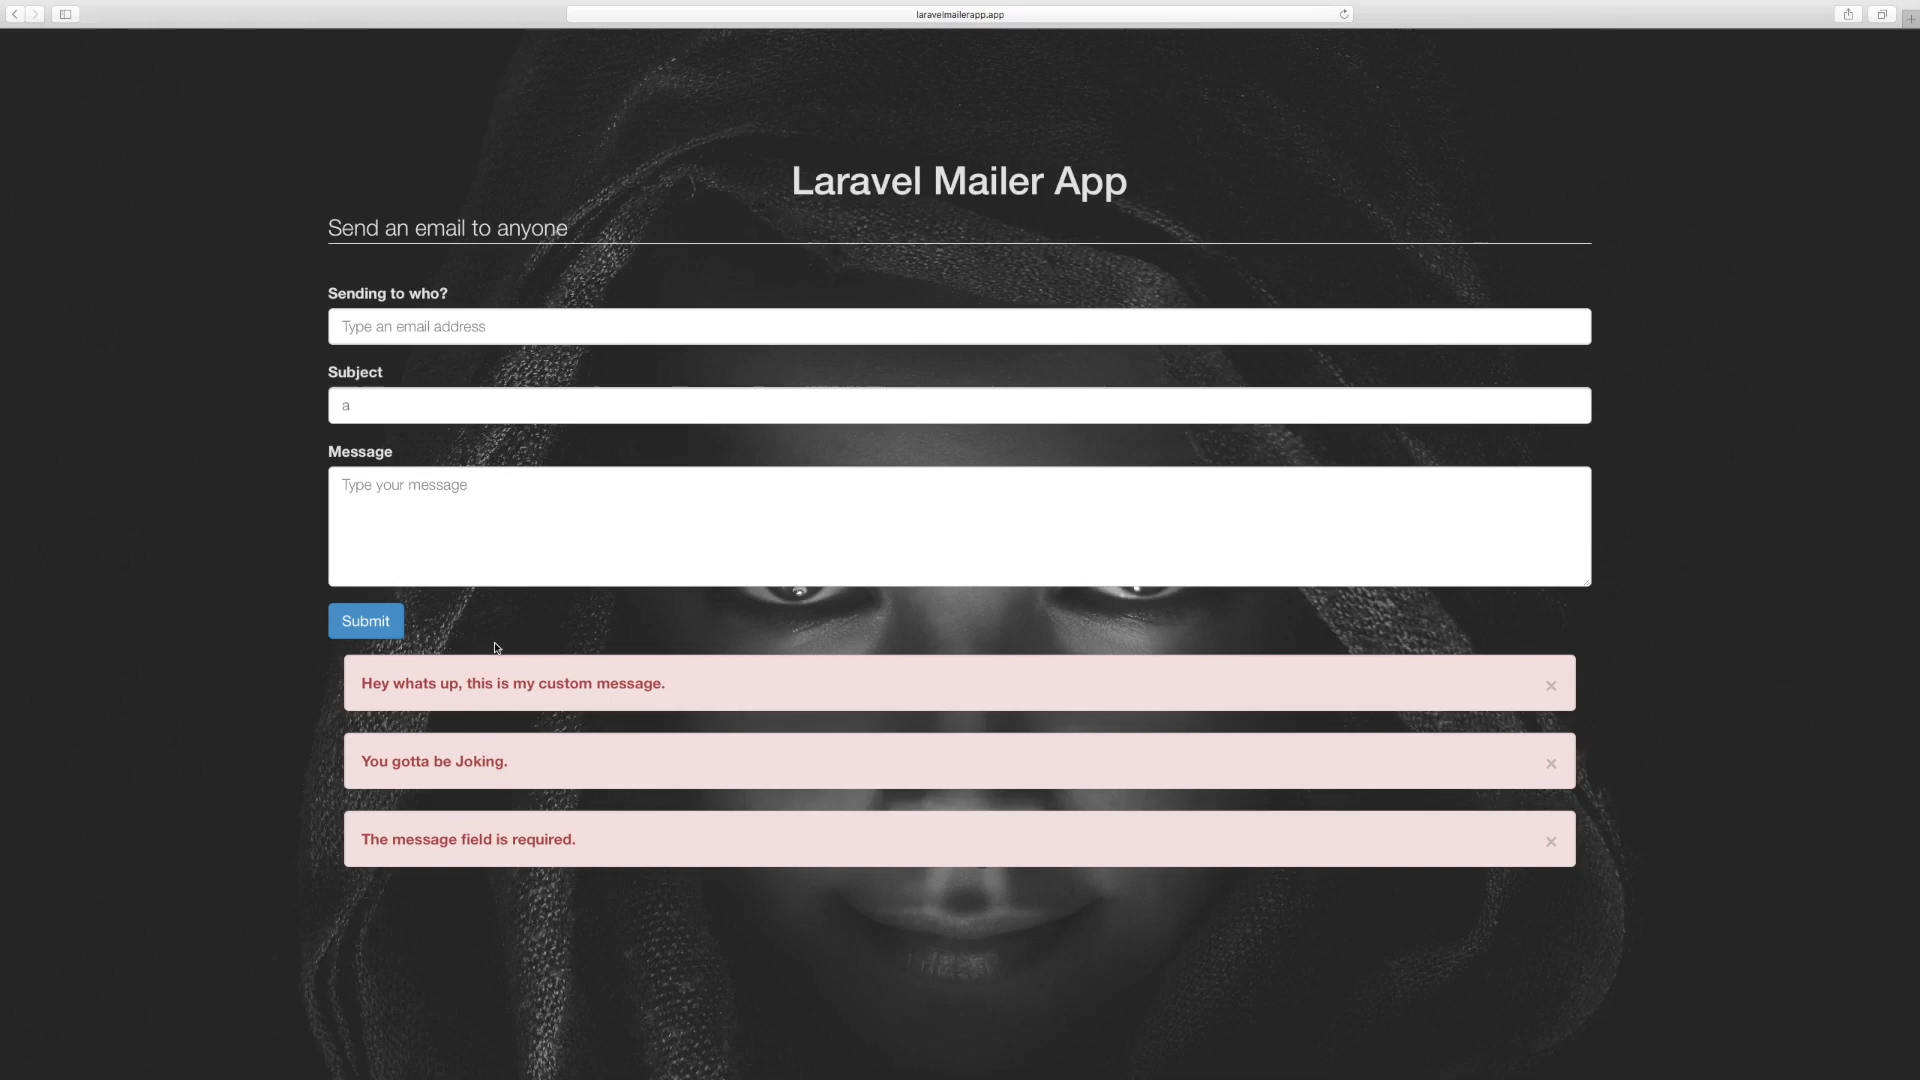 laravelmailerapp.app
Laravel Mailer App
Send an email to anyone
Sending to who?
Type an email address
Subject
a
Message
Type your message
Submit
Hey whats up, this is my custom message.
×
You gotta be Joking.
×
The message field is required.
×